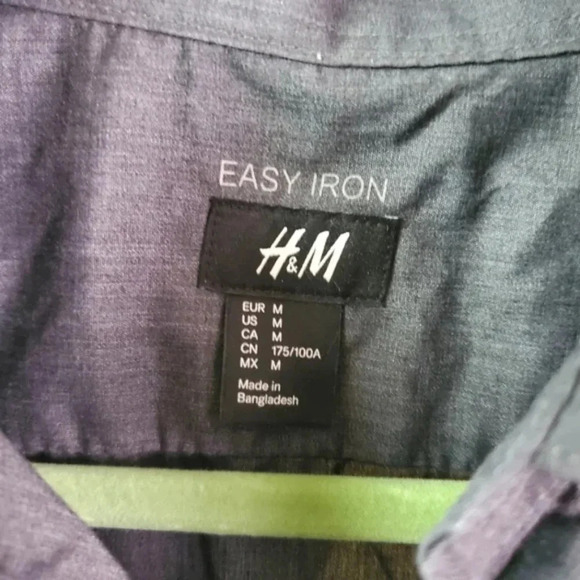 EASY IRON
H&M
EUR M
US M
CA M
CN 175/100A
MX M
Made in
Bangladesh